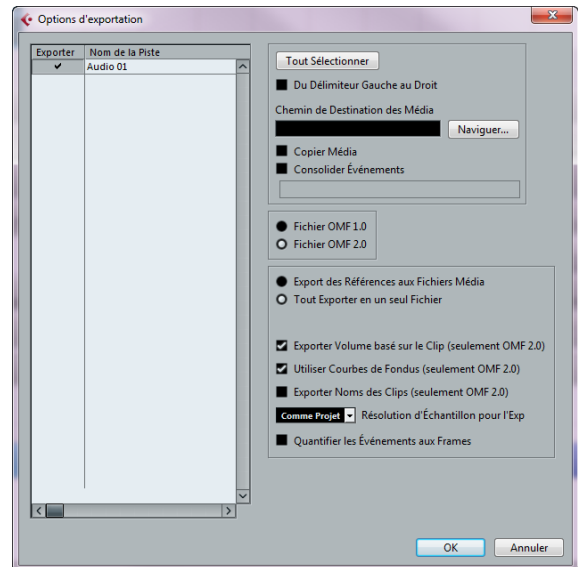 Options d'exportation
Exporter Nom de la Piste
Audio 01
Tout Sélectionner
Du Délimiteur Gauche au Droit
Chemin de Destination des Média
Naviguer...
Copier Média
Consolider Événements
Fichier OMF 1.0
Fichier OMF 2.0
Export des Références aux Fichiers Média
Tout Exporter en un seul Fichier
Exporter Volume basé sur le Clip (seulement OMF 2.0)
Utiliser Courbes de Fondus (seulement OMF 2.0)
Exporter Noms des Clips (seulement OMF 2.0)
Comme Projet Résolution d'Échantillon pour l'Exp
Quantifier les Événements aux Frames
OK Annuler